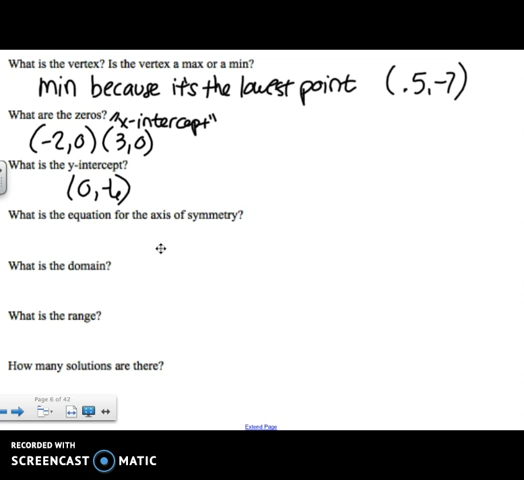 What is the vertex? Is the vertex a max or a min?
min because it's the lowest point (.5,-7)
What are the zeros? "x-intercept"
(-2,0) (3,0)
What is the y-intercept?
(0,-6)
What is the equation for the axis of symmetry?
What is the domain?
What is the range?
How many solutions are there?
Page 6 of 42
Extend Page
RECORDED WITH
SCREENCAST MATIC